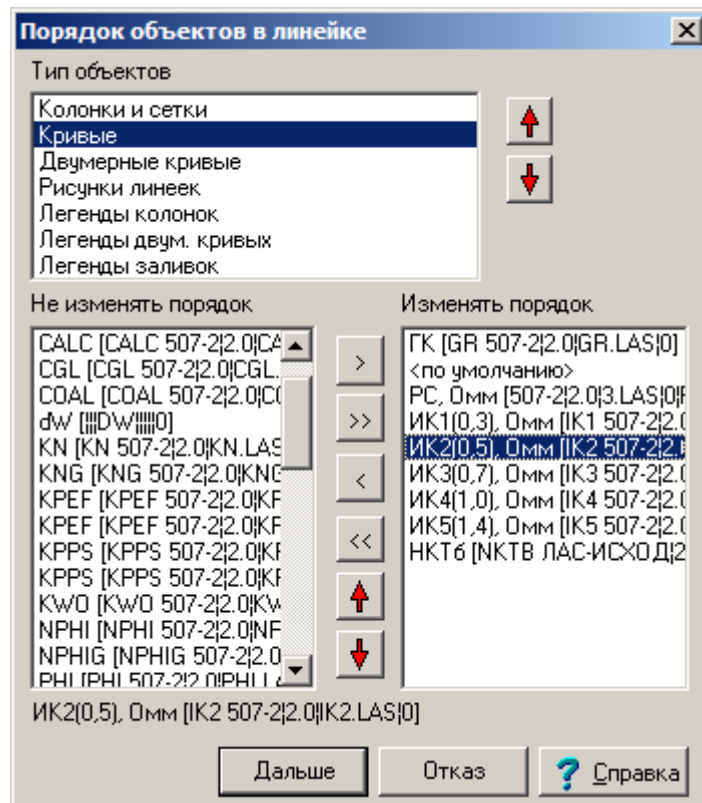 Порядок объектов в линейке
Тип объектов
Колонки и сетки
Кривые
Двумерные кривые
Рисунки линеек
Легенды колонок
Легенды двум. кривых
Легенды заливок
Не изменять порядок
CALC [CALC 507-2¦2.0¦CA
CGL [CGL 507-2¦2.0¦CGL.
COAL [COAL 507-2¦2.0¦CO
dW [¦¦¦DW¦¦¦¦¦0]
KN [KN 507-2¦2.0¦KN.LAS
KNG [KNG 507-2¦2.0¦KNG
KPEF [KPEF 507-2¦2.0¦KP
KPEF [KPEF 507-2¦2.0¦KP
KPPS [KPPS 507-2¦2.0¦KP
KPPS [KPPS 507-2¦2.0¦KP
KWO [KWO 507-2¦2.0¦KW
NPHI [NPHI 507-2¦2.0¦NP
NPHIG [NPHIG 507-2¦2.0
PHI [PHI 507-2¦2.0¦PHI.LA
>
>>
<
<<
Изменять порядок
ГК [GR 507-2¦2.0¦GR.LAS¦0]
<по умолчанию>
РС, Омм [507-2¦2.0¦3.LAS¦0¦
ИК1(0,3), Омм [IK1 507-2¦2.0
ИК2(0,5), Омм [IK2 507-2¦2.0
ИК3(0,7), Омм [IK3 507-2¦2.0
ИК4(1,0), Омм [IK4 507-2¦2.0
ИК5(1,4), Омм [IK5 507-2¦2.0
НКТб [NKTB ЛАС-ИСХОД¦2
ИК2(0,5), Омм [IK2 507-2¦2.0¦IK2.LAS¦0]
Дальше
Отказ
? Справка